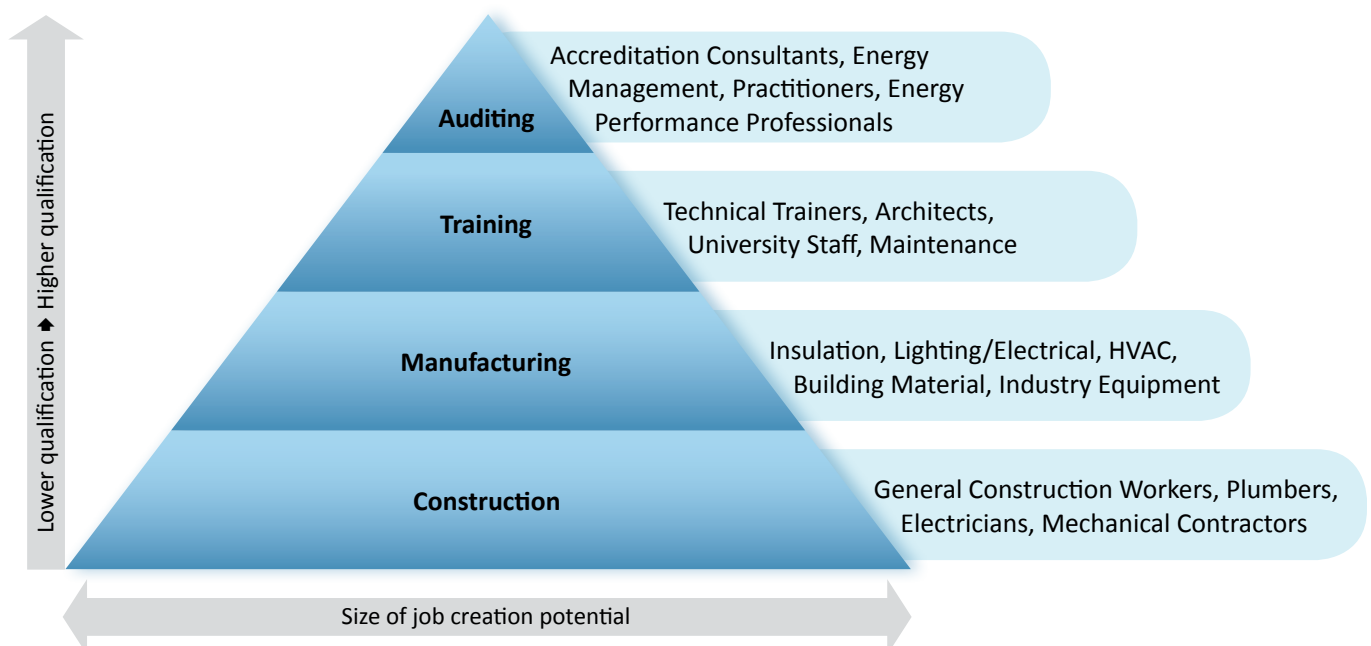 Accreditation Consultants, Energy
Management, Practitioners, Energy
Performance Professionals
Auditing
Technical Trainers, Architects,
University Staff, Maintenance
Training
Insulation, Lighting/Electrical, HVAC,
Building Material, Industry Equipment
Manufacturing
General Construction Workers, Plumbers,
Electricians, Mechanical Contractors
Construction
Lower qualification 🡅 Higher qualification
Size of job creation potential